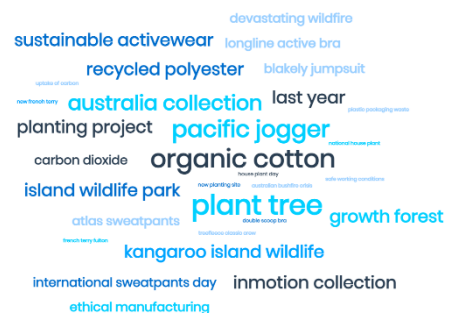 devastating wildfire
sustainable activewear
longline active bra
recycled polyester
blakely jumpsuit
uptake of carbon
australia collection
last year
new french terry
plastic packaging waste
planting project
pacific jogger
national house plant
carbon dioxide
organic cotton
house plant day
safe working conditions
island wildlife park
new planting site
australian bushfire crisis
plant tree
atlas sweatpants
double scoop bra
growth forest
french terry fulton
kangaroo island wildlife
international sweatpants day
inmotion collection
ethical manufacturing